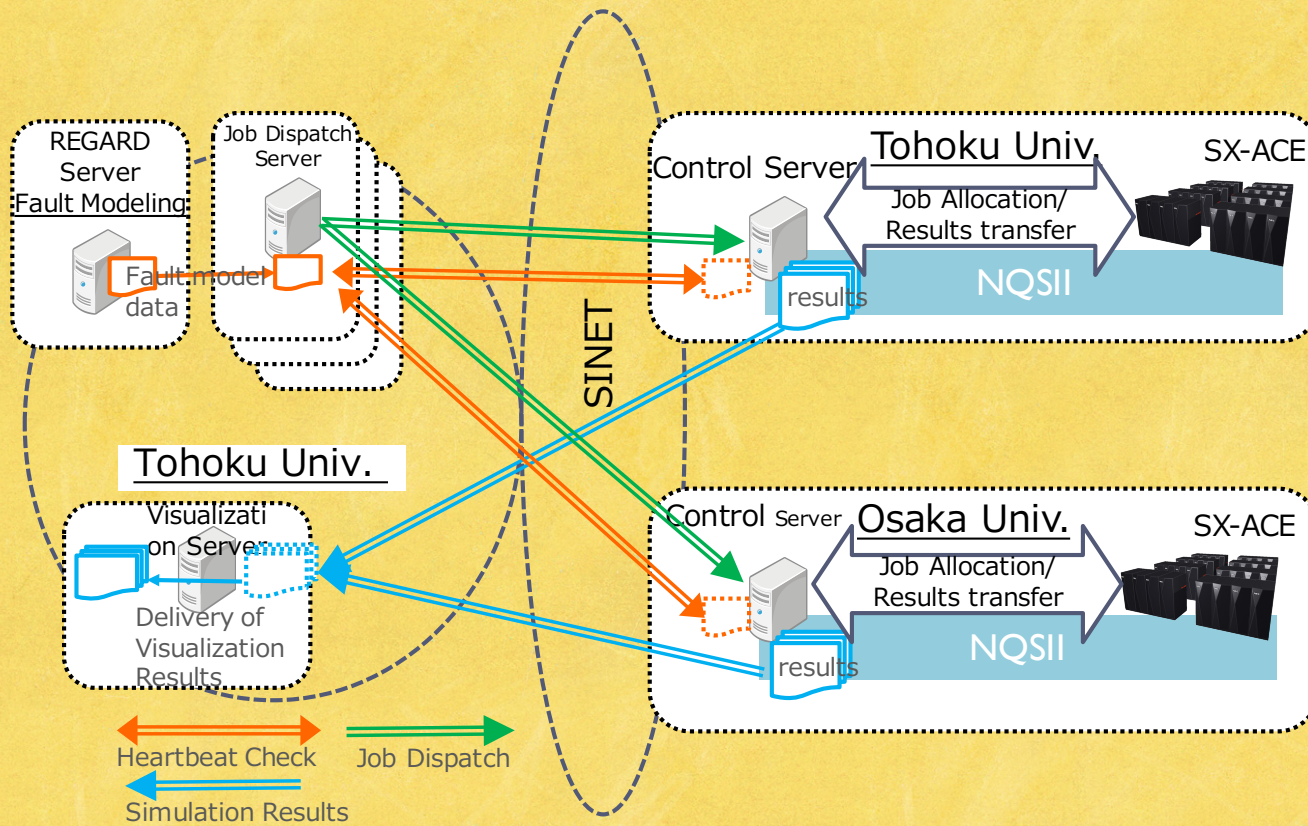 REGARD
Server
Fault Modeling
Fault model
data
Job Dispatch
Server
SINET
Tohoku Univ.
Control Server
SX-ACE
Job Allocation/
Results transfer
NQSII
results
Tohoku Univ.
Visualizati
on Server
Delivery of
Visualization
Results
Osaka Univ.
Control Server
SX-ACE
Job Allocation/
Results transfer
NQSII
results
Heartbeat Check
Job Dispatch
Simulation Results